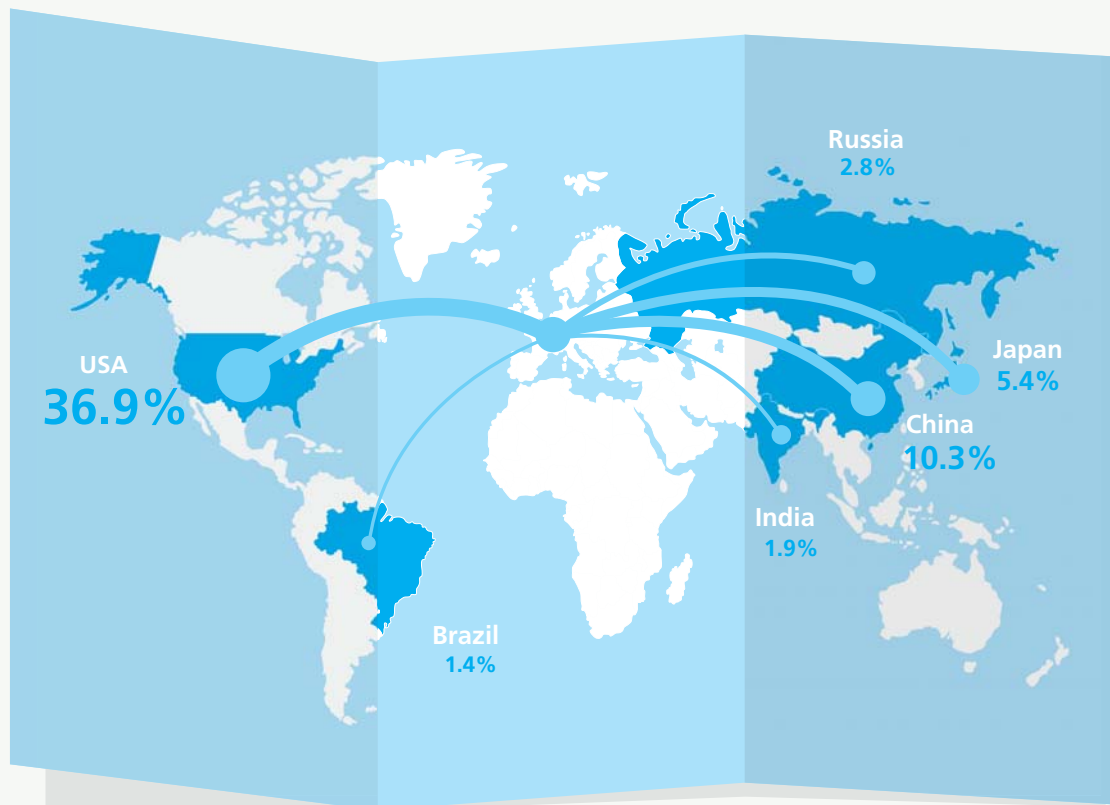 Russia
2.8%
USA
36.9%
Japan
5.4%
China
10.3%
India
1.9%
Brazil
1.4%